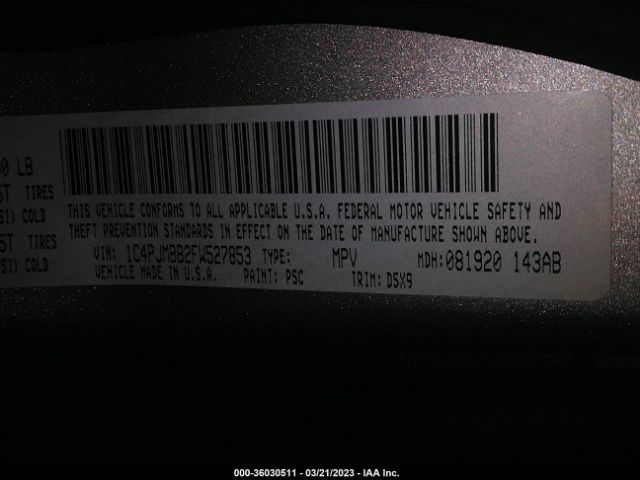 0 LB
ST TIRES
SI) COLD
5T TIRES
SI) COLD
THIS VEHICLE CONFORMS TO ALL APPLICABLE U.S.A. FEDERAL MOTOR VEHICLE SAFETY AND
THEFT PREVENTION STANDARDS IN EFFECT ON THE DATE OF MANUFACTURE SHOWN ABOVE.
VIN: 1C4PJMBB2FW527853 TYPE: MPV MDH: 081920 143AB
VEHICLE MADE IN U.S.A. PAINT: PSC TRIM: D5X9
000-36030511 - 03/21/2023 - IAA Inc.